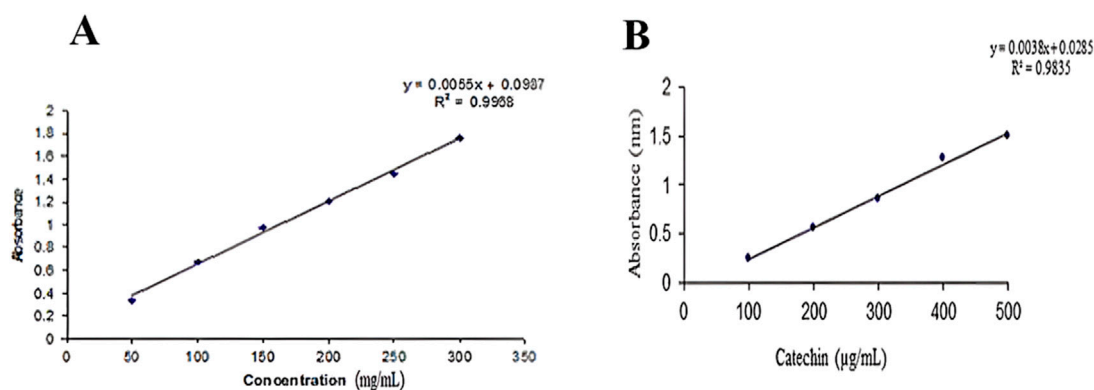 A
y = 0.0055x + 0.0987
R² = 0.9968
2
1.8
1.6
1.4
1.2
1
0.8
0.6
0.4
0.2
0
Absorbance
0 50 100 150 200 250 300 350
Concentration (mg/mL)
B
y = 0.0038x + 0.0285
R² = 0.9835
2
1.5
1
0.5
0
Absorbance (nm)
0 100 200 300 400 500
Catechin (µg/mL)